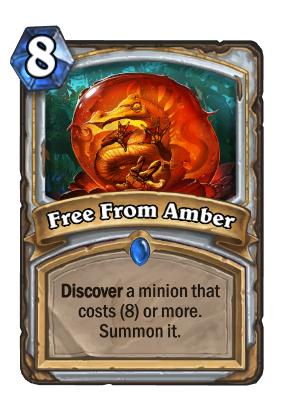 8
Free From Amber
Discover a minion that
costs (8) or more.
Summon it.